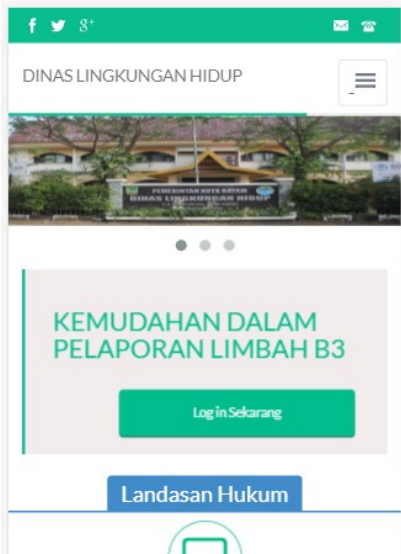 DINAS LINGKUNGAN HIDUP
PEMERINTAH KOTA BATAM
DINAS LINGKUNGAN HIDUP
KEMUDAHAN DALAM
PELAPORAN LIMBAH B3
Log in Sekarang
Landasan Hukum